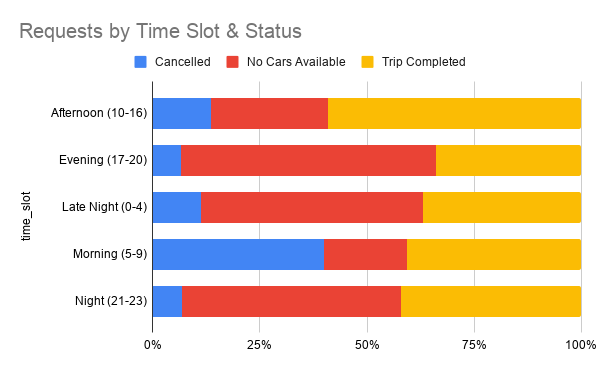 Requests by Time Slot & Status
Cancelled No Cars Available Trip Completed
time_slot
Afternoon (10-16)
Evening (17-20)
Late Night (0-4)
Morning (5-9)
Night (21-23)
0% 25% 50% 75% 100%